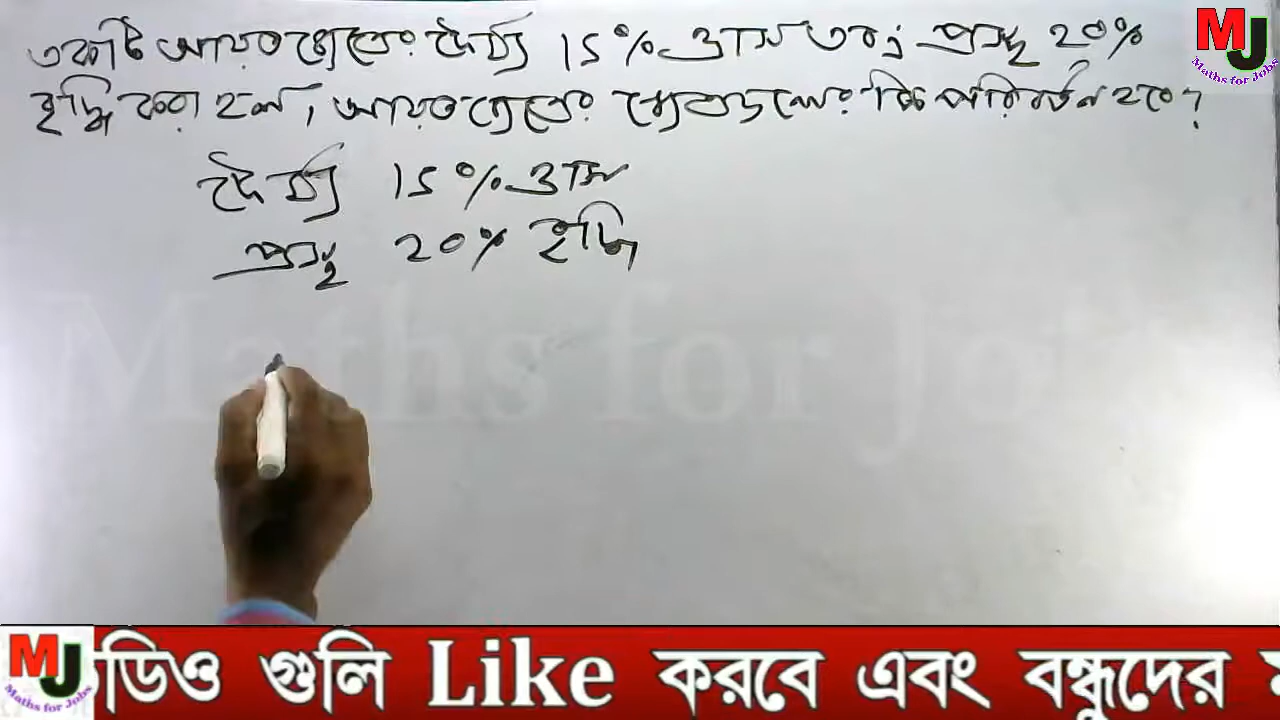 একটি আয়তক্ষেত্রের দৈর্ঘ্য 15% হ্রাস এবং প্রস্থ 20%
বৃদ্ধি করা হল, আয়তক্ষেত্রের ক্ষেত্রফলের কি পরিবর্তন হবে?
দৈর্ঘ্য 15% হ্রাস
প্রস্থ 20% বৃদ্ধি
Maths for Jobs
MJ
Maths for Jobs
MJ
Maths for Jobs
ডিও গুলি Like করবে এবং বন্ধুদের